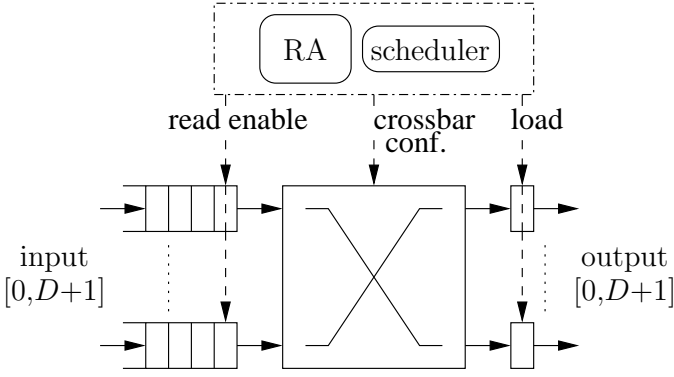 RA
scheduler
read enable
crossbar
conf.
load
input
[0,D+1]
output
[0,D+1]